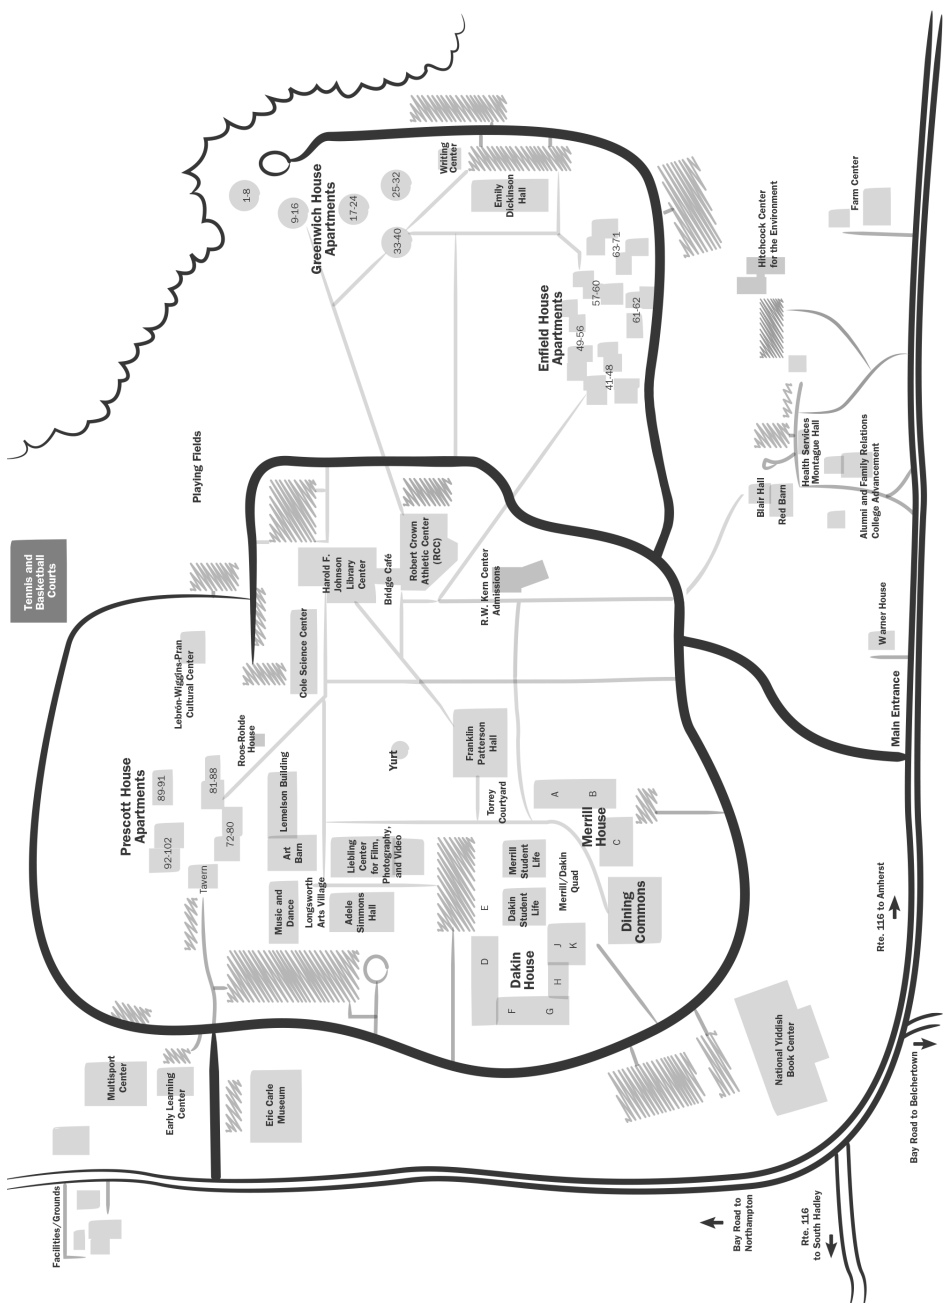 Tennis and
Basketball
Courts
Playing Fields
Greenwich House
Apartments
1-8
9-16
17-24
25-32
33-40
Writing
Center
Emily
Dickinson
Hall
Enfield House
Apartments
63-71
57-60
61-62
49-56
41-48
Hitchcock Center
for the Environment
Farm Center
Health Services
Montague Hall
Blair Hall
Red Barn
Alumni and Family Relations
College Advancement
Warner House
Main Entrance
Harold F.
Johnson
Library
Center
Bridge Café
Robert Crown
Athletic Center
(RCC)
R.W. Kern Center
Admissions
Cole Science Center
Lebrón-Wiggins-Pran
Cultural Center
Roos-Rohde
House
Prescott House
Apartments
89-91
81-88
92-102
72-80
Tavern
Lemelson Building
Art
Barn
Yurt
Franklin
Patterson
Hall
Torrey
Courtyard
Liebling
Center
for Film,
Photography,
and Video
Music and
Dance
Longsworth
Arts Village
Adele
Simmons
Hall
Merrill
House
A
B
C
Merrill
Student
Life
Dakin
Student
Life
Merrill/Dakin
Quad
Dining
Commons
Dakin
House
D
E
F
G
H
J
K
National Yiddish
Book Center
Multisport
Center
Early Learning
Center
Eric Carle
Museum
Facilities/Grounds
Rte. 116 to Amherst
Bay Road to Belchertown
Bay Road to
Northampton
Rte. 116
to South Hadley